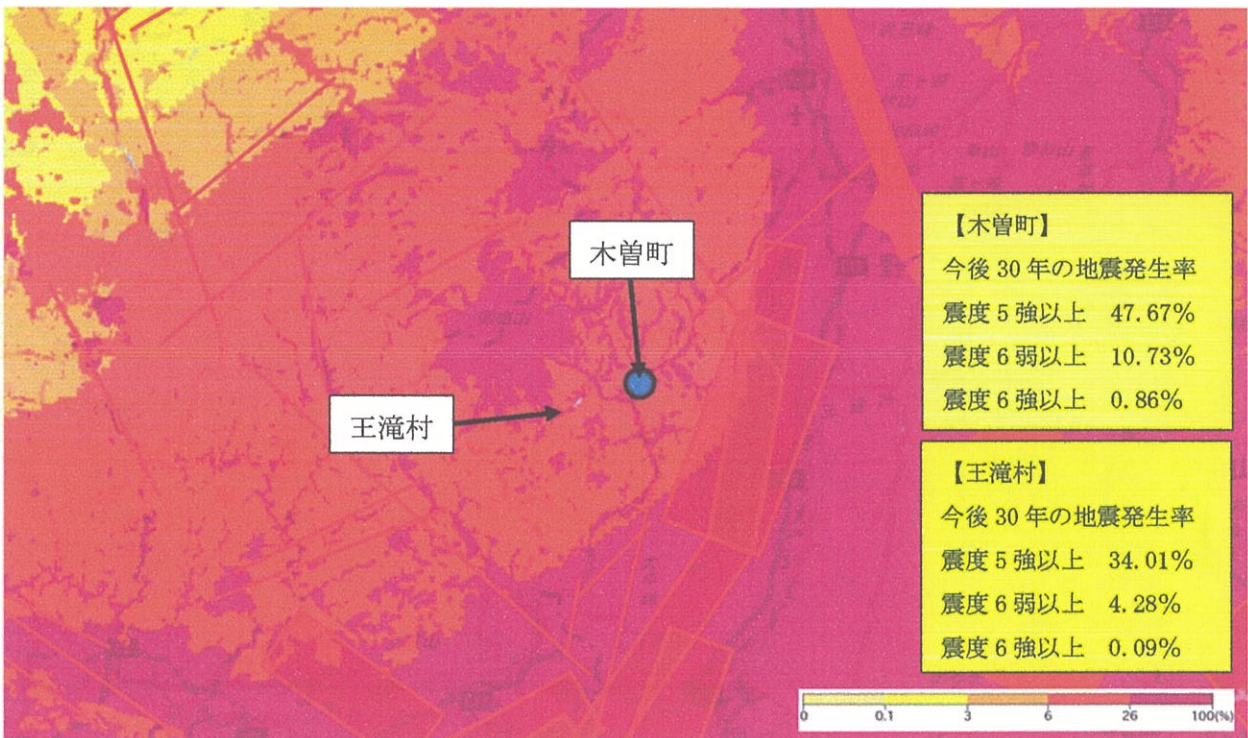 木曽町
王滝村
【木曽町】
今後 30 年の地震発生率
震度 5 強以上 47.67%
震度 6 弱以上 10.73%
震度 6 強以上 0.86%
【王滝村】
今後 30 年の地震発生率
震度 5 強以上 34.01%
震度 6 弱以上 4.28%
震度 6 強以上 0.09%
0 0.1 3 6 26 100(%)